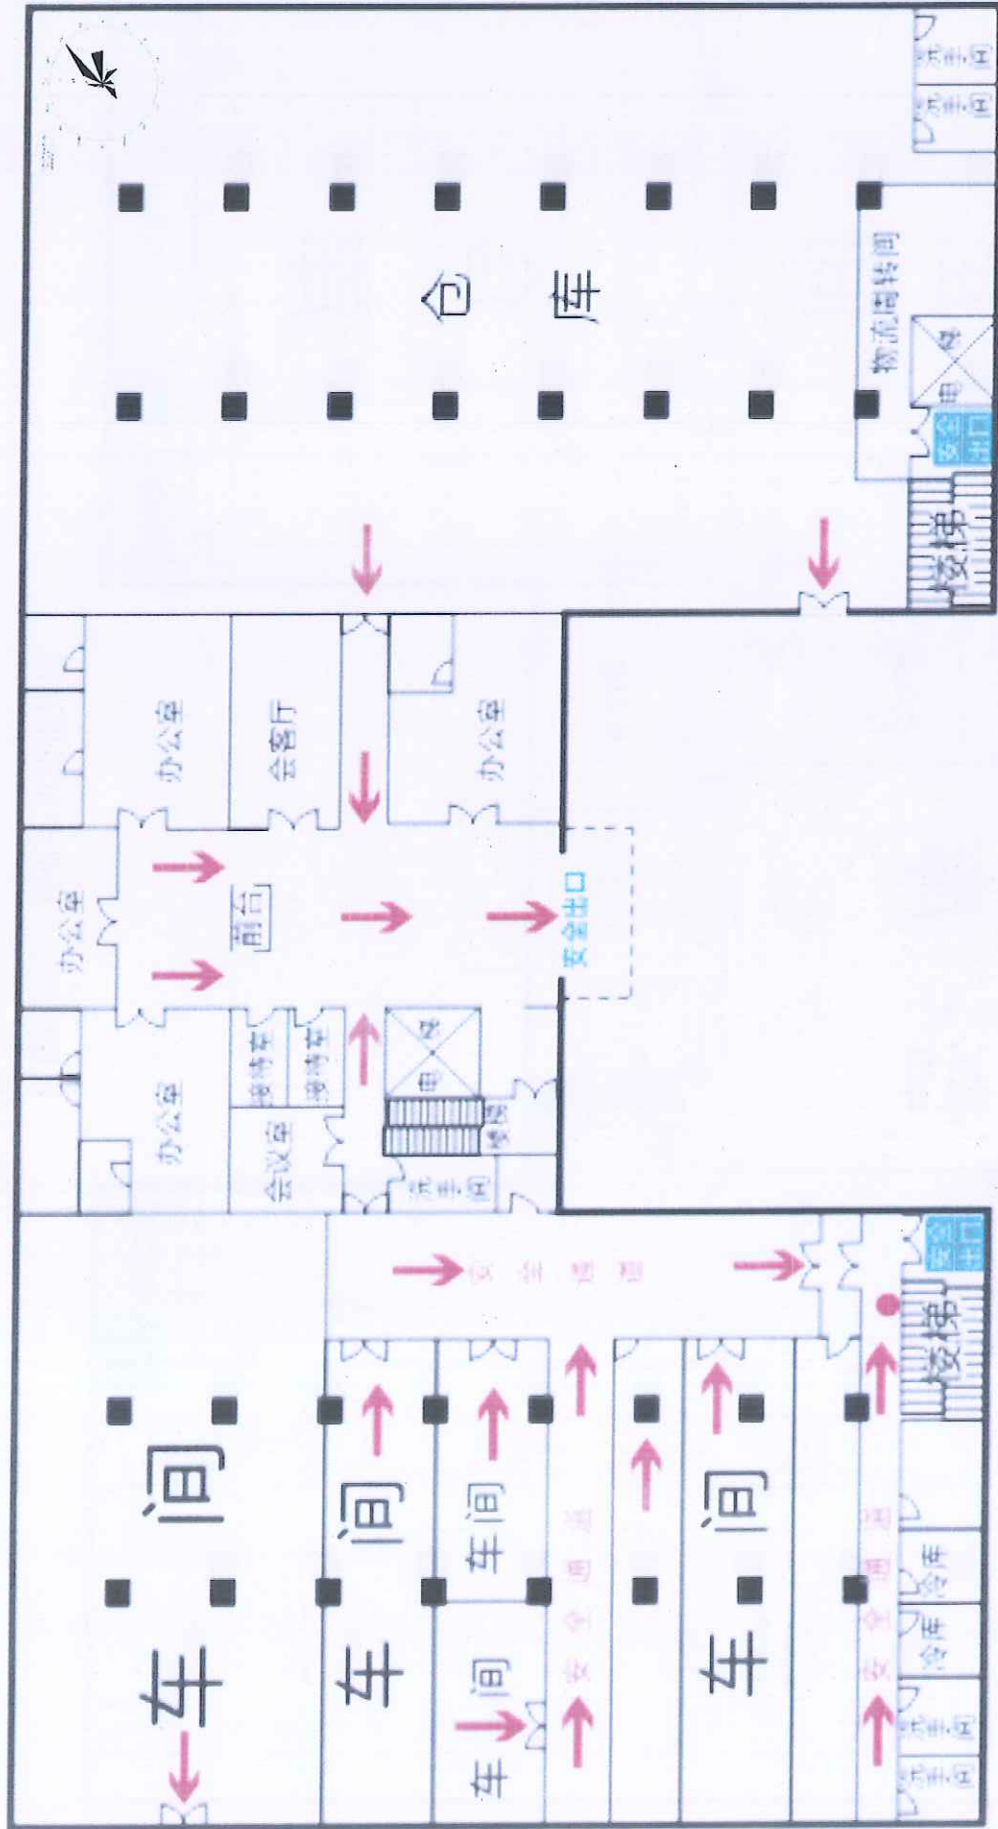 办公室
办公室
办公室
车间
会议室
接待室
接待室
前台
会客厅
车间
车间
车间
洗手间
楼梯
电梯
办公室
仓库
安全通道
安全通道
安全出口
车间
安全通道
物流周转间
洗手间
洗手间
冷库
冷库
楼梯
安全出口
楼梯
安全出口
电梯
洗手间
洗手间